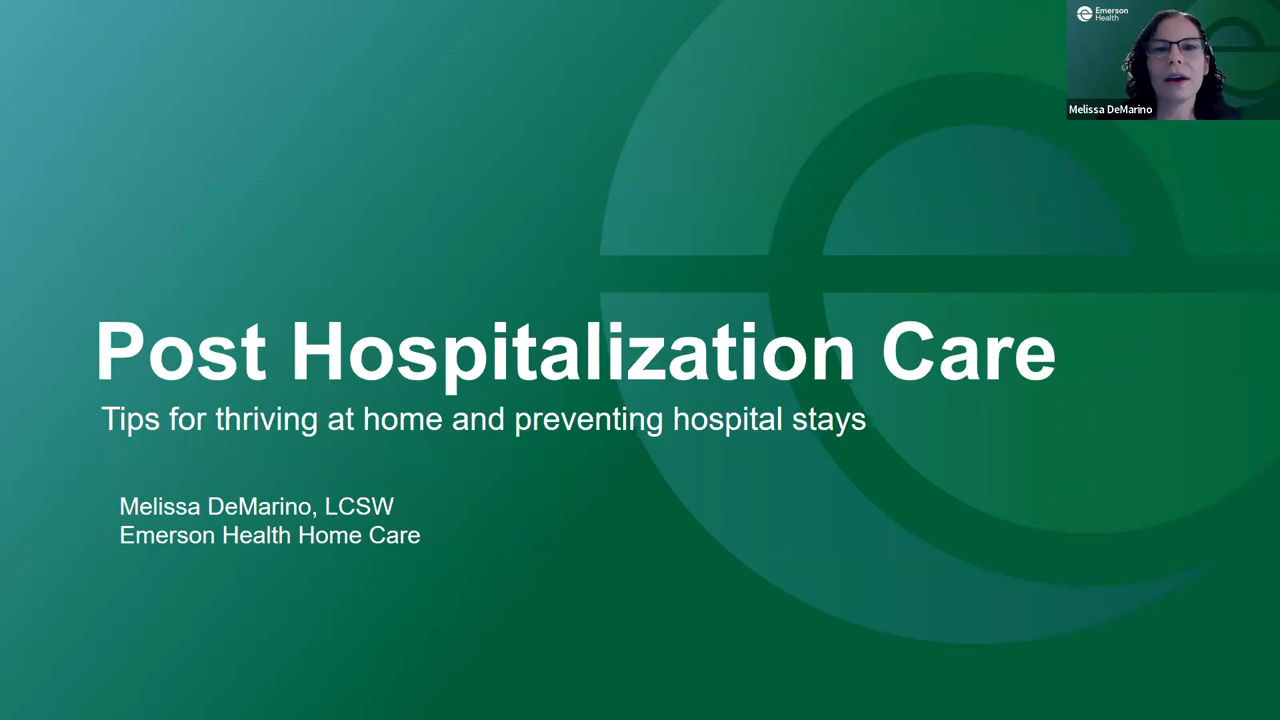 Emerson
Health
Melissa DeMarino
Post Hospitalization Care
Tips for thriving at home and preventing hospital stays
Melissa DeMarino, LCSW
Emerson Health Home Care